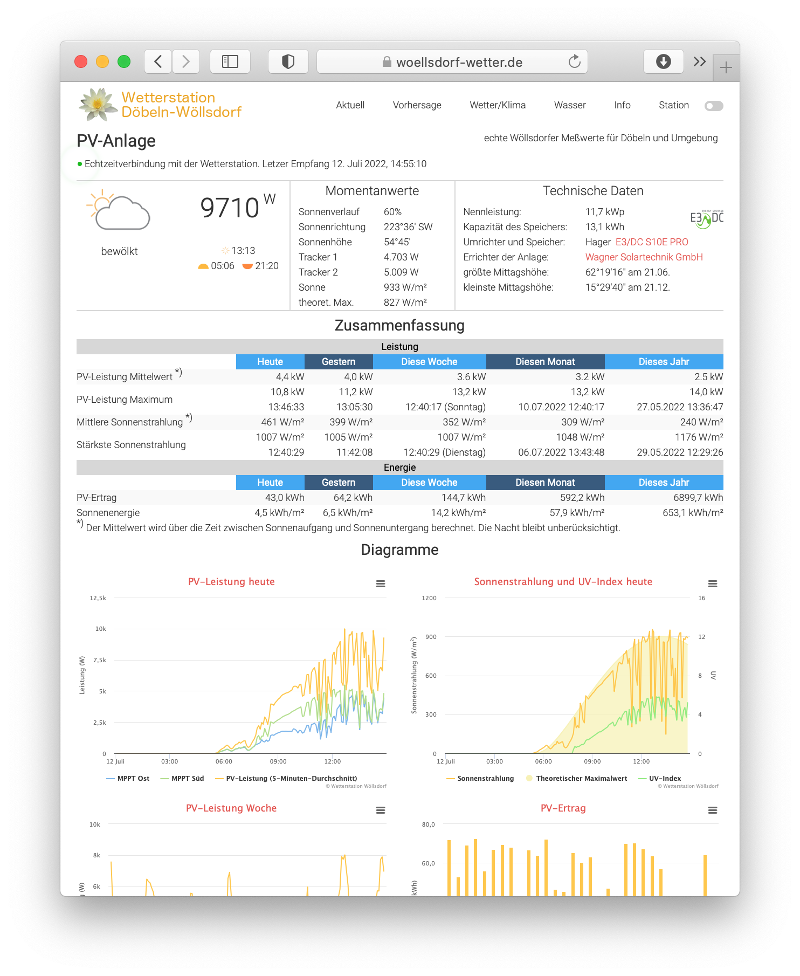 woellsdorf-wetter.de
Wetterstation
Döbeln-Wöllsdorf
Aktuell Vorhersage Wetter/Klima Wasser Info Station
PV-Anlage
echte Wöllsdorfer Meßwerte für Döbeln und Umgebung
Echtzeitverbindung mit der Wetterstation. Letzer Empfang 12. Juli 2022, 14:55:10
bewölkt
9710 W
13:13
05:06 21:20
Momentanwerte
Sonnenverlauf 60%
Sonnenrichtung 223°36' SW
Sonnenhöhe 54°45'
Tracker 1 4.703 W
Tracker 2 5.009 W
Sonne 933 W/m²
theoret. Max. 827 W/m²
Technische Daten
Nennleistung: 11,7 kWp
Kapazität des Speichers: 13,1 kWh
Umrichter und Speicher: Hager E3/DC S10E PRO
Errichter der Anlage: Wagner Solartechnik GmbH
größte Mittagshöhe: 62°19'16" am 21.06.
kleinste Mittagshöhe: 15°29'40" am 21.12.
E3/DC
Zusammenfassung
Leistung
Heute Gestern Diese Woche Diesen Monat Dieses Jahr
PV-Leistung Mittelwert *) 4,4 kW 4,0 kW 3.6 kW 3.2 kW 2.5 kW
PV-Leistung Maximum 10,8 kW 11,2 kW 13,2 kW 13,2 kW 14,0 kW
13:46:33 13:05:30 12:40:17 (Sonntag) 10.07.2022 12:40:17 27.05.2022 13:36:47
Mittlere Sonnenstrahlung *) 461 W/m² 399 W/m² 352 W/m² 309 W/m² 240 W/m²
Stärkste Sonnenstrahlung 1007 W/m² 1005 W/m² 1007 W/m² 1048 W/m² 1176 W/m²
12:40:29 11:42:08 12:40:29 (Dienstag) 06.07.2022 13:43:48 29.05.2022 12:29:26
Energie
Heute Gestern Diese Woche Diesen Monat Dieses Jahr
PV-Ertrag 43,0 kWh 64,2 kWh 144,7 kWh 592,2 kWh 6899,7 kWh
Sonnenenergie 4,5 kWh/m² 6,5 kWh/m² 14,2 kWh/m² 57,9 kWh/m² 653,1 kWh/m²
*) Der Mittelwert wird über die Zeit zwischen Sonnenaufgang und Sonnenuntergang berechnet. Die Nacht bleibt unberücksichtigt.
Diagramme
PV-Leistung heute
12,5k
10k
7,5k
5k
2,5k
0
Leistung (W)
12 Juli 03:00 06:00 09:00 12:00
MPPT Ost MPPT Süd PV-Leistung (5-Minuten-Durchschnitt)
© Wetterstation Wöllsdorf
Sonnenstrahlung und UV-Index heute
1200 16
900 12
600 8
300 4
0 0
Sonnenstrahlung (W/m²)
UV
12 Juli 03:00 06:00 09:00 12:00
Sonnenstrahlung Theoretischer Maximalwert UV-Index
© Wetterstation Wöllsdorf
PV-Leistung Woche
10k
8k
6k
PV-Ertrag
80,0
60,0